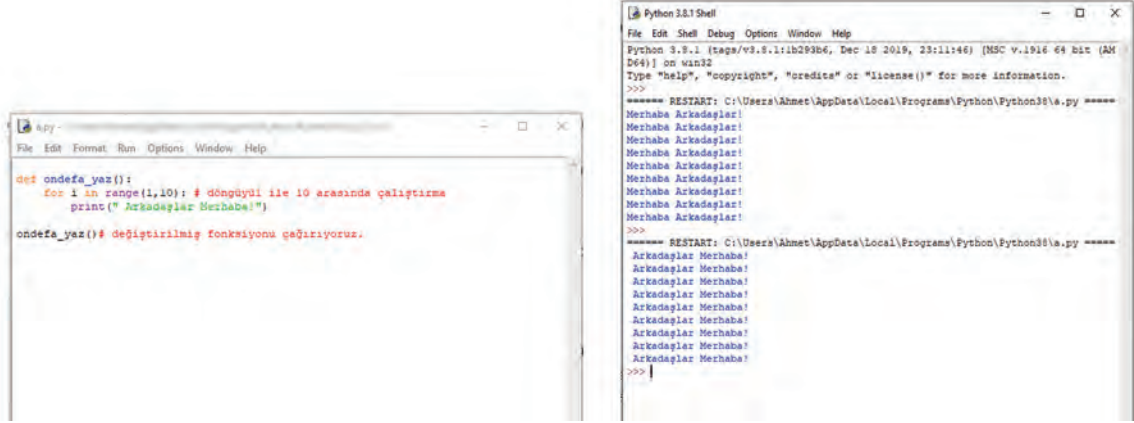 a.py -
File Edit Format Run Options Window Help
def ondefa_yaz():
for i in range(1,10): # döngüyü1 ile 10 arasında çalıştırma
print(" Arkadaşlar Merhaba!")
ondefa_yaz()# değiştirilmiş fonksiyonu çağırıyoruz.
Python 3.8.1 Shell
File Edit Shell Debug Options Window Help
Python 3.8.1 (tags/v3.8.1:1b293b6, Dec 18 2019, 23:11:46) [MSC v.1916 64 bit (AM
D64)] on win32
Type "help", "copyright", "credits" or "license()" for more information.
>>>
====== RESTART: C:\Users\Ahmet\AppData\Local\Programs\Python\Python38\a.py =====
Merhaba Arkadaşlar!
Merhaba Arkadaşlar!
Merhaba Arkadaşlar!
Merhaba Arkadaşlar!
Merhaba Arkadaşlar!
Merhaba Arkadaşlar!
Merhaba Arkadaşlar!
Merhaba Arkadaşlar!
Merhaba Arkadaşlar!
>>>
====== RESTART: C:\Users\Ahmet\AppData\Local\Programs\Python\Python38\a.py =====
Arkadaşlar Merhaba!
Arkadaşlar Merhaba!
Arkadaşlar Merhaba!
Arkadaşlar Merhaba!
Arkadaşlar Merhaba!
Arkadaşlar Merhaba!
Arkadaşlar Merhaba!
Arkadaşlar Merhaba!
Arkadaşlar Merhaba!
>>>